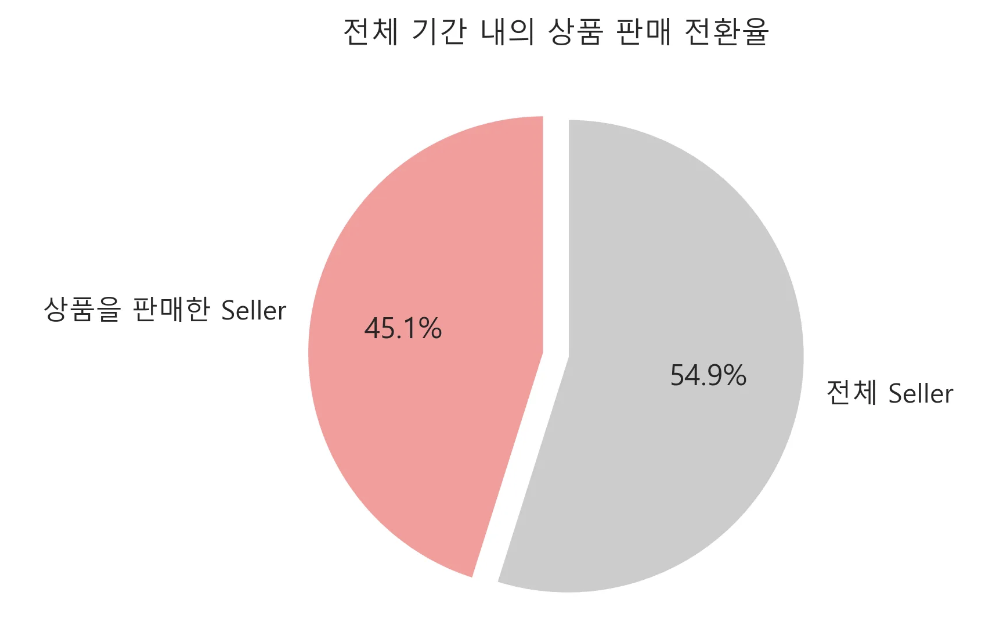 전체 기간 내의 상품 판매 전환율
상품을 판매한 Seller
45.1%
54.9%
전체 Seller